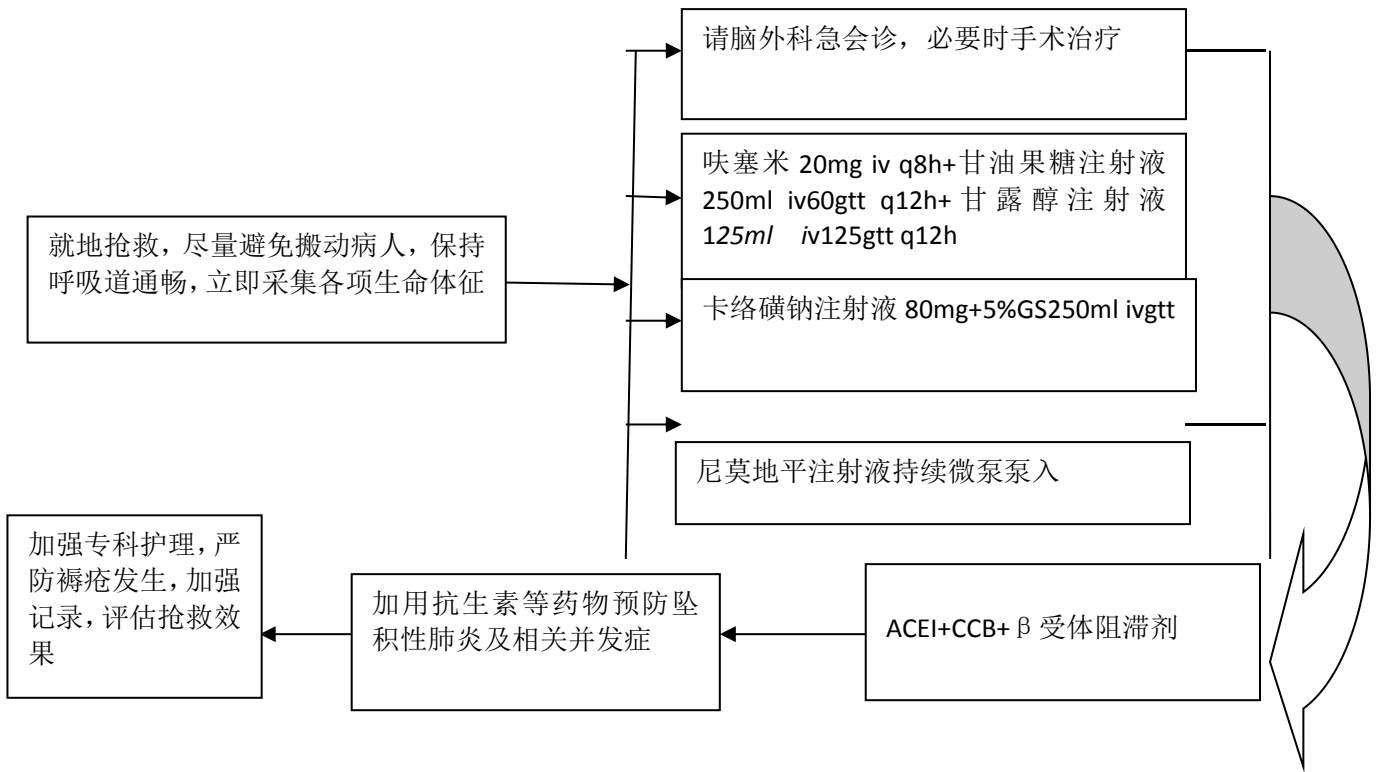 请脑外科急会诊，必要时手术治疗
呋塞米 20mg iv q8h+甘油果糖注射液
250ml iv60gtt q12h+ 甘露醇注射液
125ml iv125gtt q12h
就地抢救，尽量避免搬动病人，保持
呼吸道通畅，立即采集各项生命体征
卡络磺钠注射液 80mg+5%GS250ml ivgtt
尼莫地平注射液持续微泵泵入
加强专科护理，严
防褥疮发生，加强
记录，评估抢救效
果
加用抗生素等药物预防坠
积性肺炎及相关并发症
ACEI+CCB+β受体阻滞剂